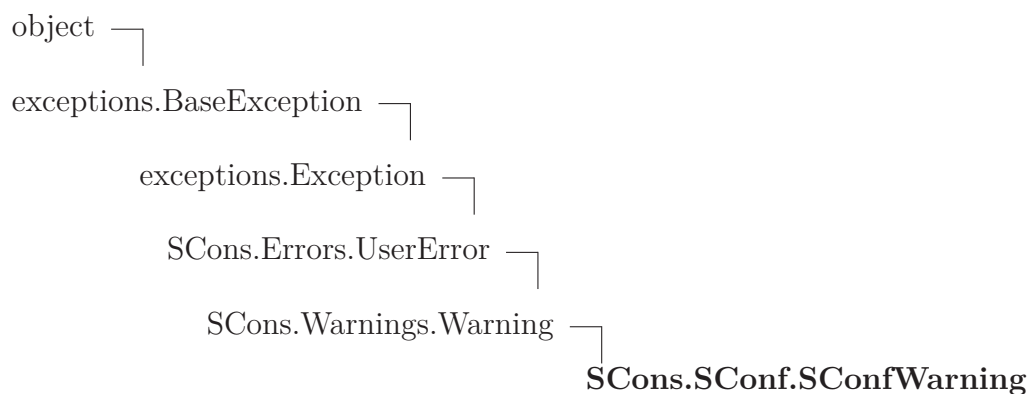 object
exceptions.BaseException
exceptions.Exception
SCons.Errors.UserError
SCons.Warnings.Warning
SCons.SConf.SConfWarning